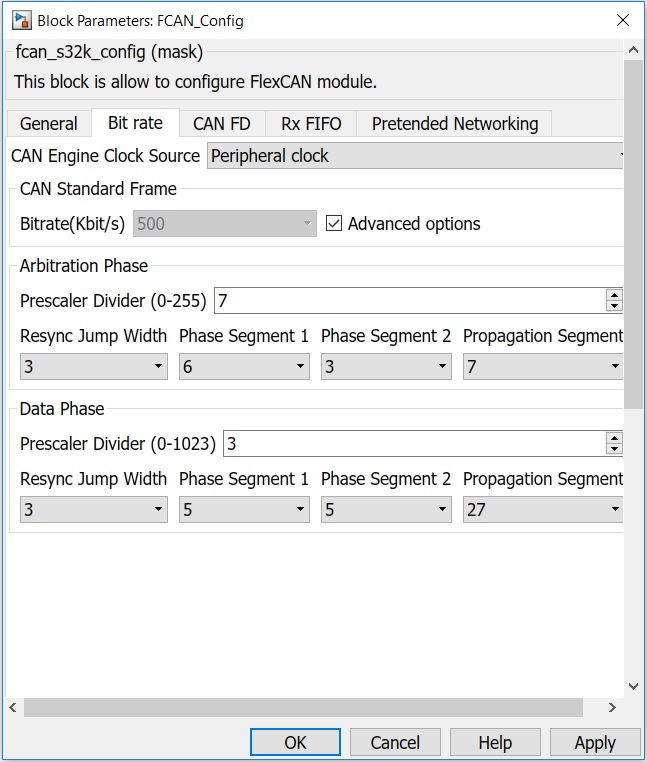 Block Parameters: FCAN_Config
fcan_s32k_config (mask)
This block is allow to configure FlexCAN module.
General Bit rate CAN FD Rx FIFO Pretended Networking
CAN Engine Clock Source Peripheral clock
CAN Standard Frame
Bitrate(Kbit/s) 500 Advanced options
Arbitration Phase
Prescaler Divider (0-255) 7
Resync Jump Width Phase Segment 1 Phase Segment 2 Propagation Segment
3 6 3 7
Data Phase
Prescaler Divider (0-1023) 3
Resync Jump Width Phase Segment 1 Phase Segment 2 Propagation Segment
3 5 5 27
OK Cancel Help Apply